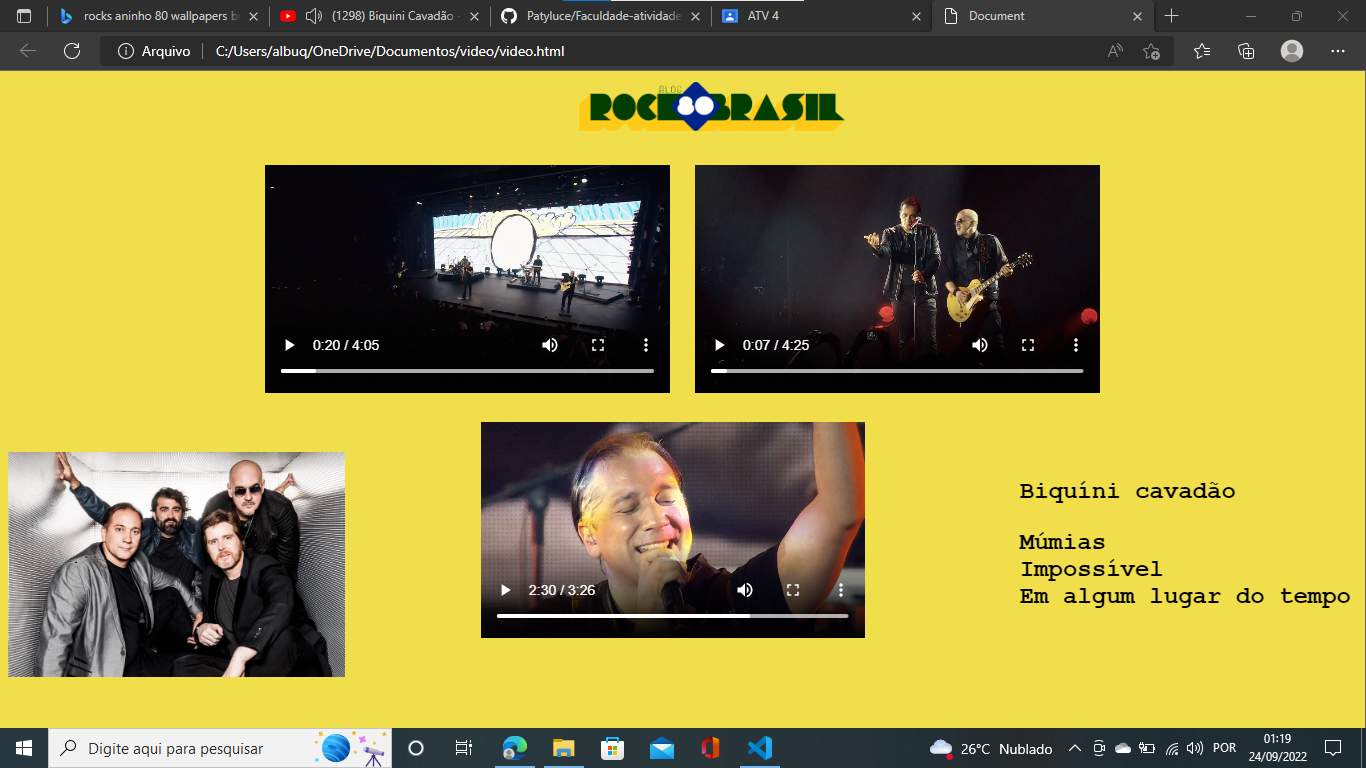 rocks aninho 80 wallpapers b
(1298) Biquini Cavadão
Patyluce/Faculdade-atividade
ATV 4
Document
Arquivo
C:/Users/albuq/OneDrive/Documentos/video/video.html
BLOG
ROCK 80 BRASIL
0:20 / 4:05
0:07 / 4:25
2:30 / 3:26
Biquíni cavadão
Múmias
Impossível
Em algum lugar do tempo
Digite aqui para pesquisar
26°C Nublado
POR
01:19
24/09/2022